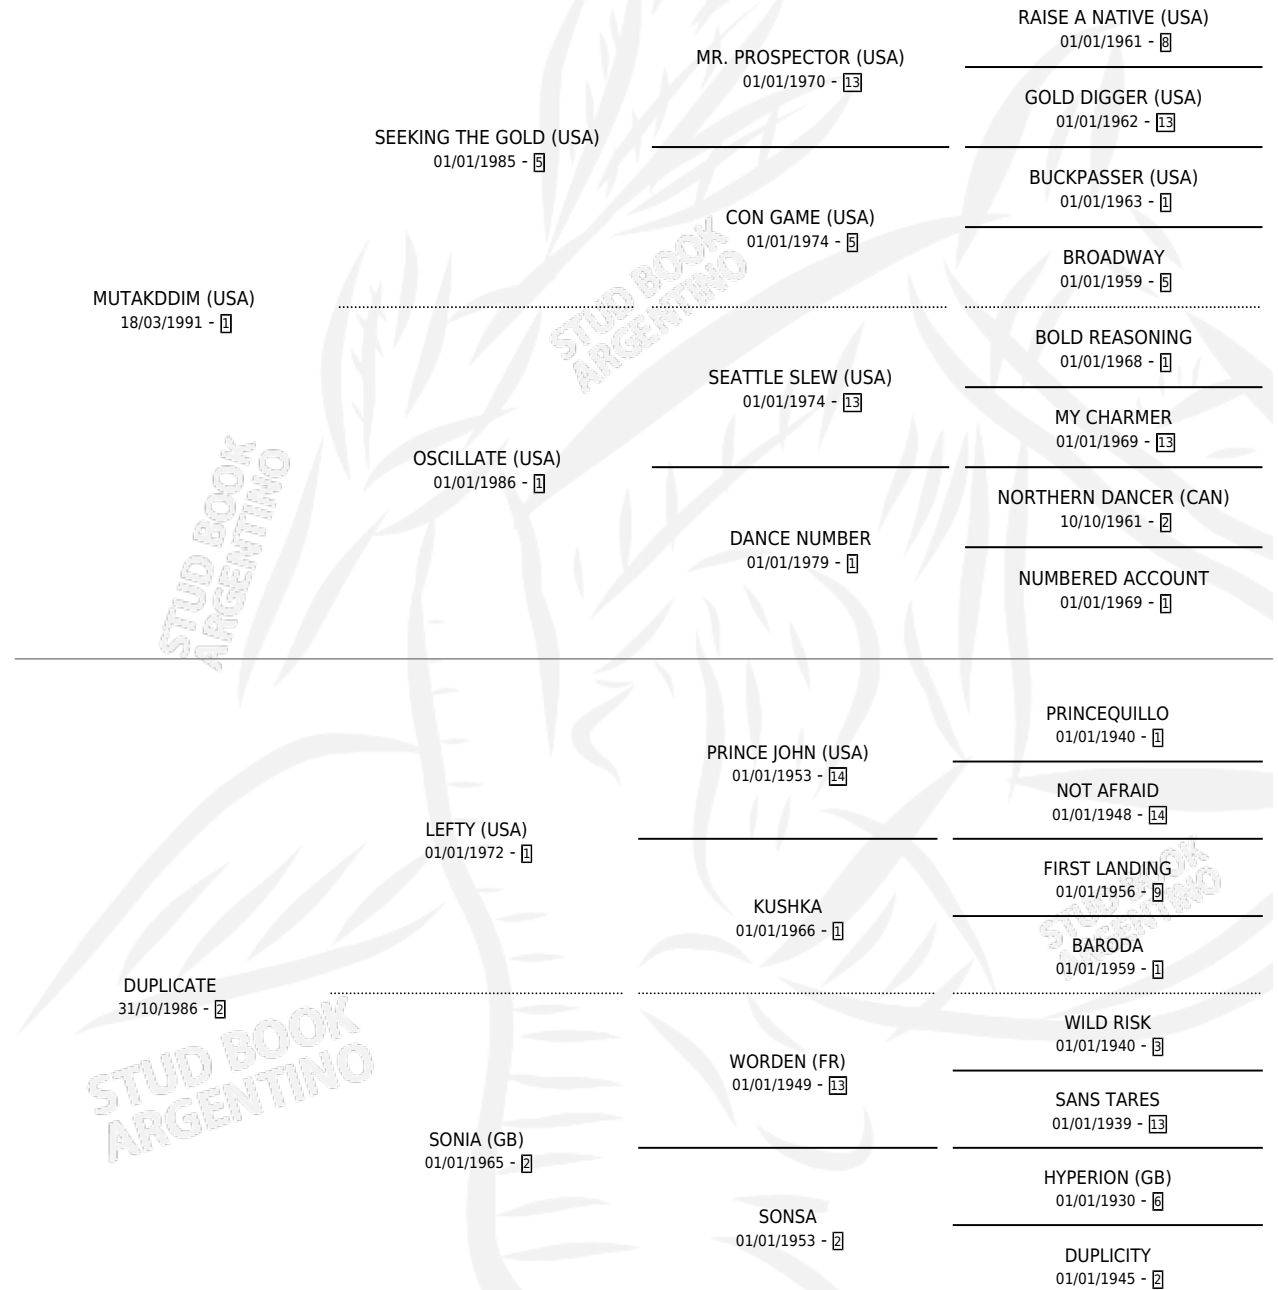 RAISE A NATIVE (USA)
01/01/1961 - 8
MR. PROSPECTOR (USA)
01/01/1970 - 13
GOLD DIGGER (USA)
01/01/1962 - 13
SEEKING THE GOLD (USA)
01/01/1985 - 5
BUCKPASSER (USA)
01/01/1963 - 1
CON GAME (USA)
01/01/1974 - 5
BROADWAY
01/01/1959 - 5
STUD BOOK
ARGENTINO
MUTAKDDIM (USA)
18/03/1991 - 1
BOLD REASONING
01/01/1968 - 1
SEATTLE SLEW (USA)
01/01/1974 - 13
MY CHARMER
01/01/1969 - 13
OSCILLATE (USA)
01/01/1986 - 1
NORTHERN DANCER (CAN)
10/10/1961 - 2
DANCE NUMBER
01/01/1979 - 1
NUMBERED ACCOUNT
01/01/1969 - 1
STUD BOOK
ARGENTINO
PRINCEQUILLO
01/01/1940 - 1
PRINCE JOHN (USA)
01/01/1953 - 14
NOT AFRAID
01/01/1948 - 14
LEFTY (USA)
01/01/1972 - 1
FIRST LANDING
01/01/1956 - 9
KUSHKA
01/01/1966 - 1
BARODA
01/01/1959 - 1
STUD BOOK
ARGENTINO
DUPLICATE
31/10/1986 - 2
WILD RISK
01/01/1940 - 3
WORDEN (FR)
01/01/1949 - 13
SANS TARES
01/01/1939 - 13
STUD BOOK
ARGENTINO
SONIA (GB)
01/01/1965 - 2
HYPERION (GB)
01/01/1930 - 6
SONSA
01/01/1953 - 2
DUPLICITY
01/01/1945 - 2